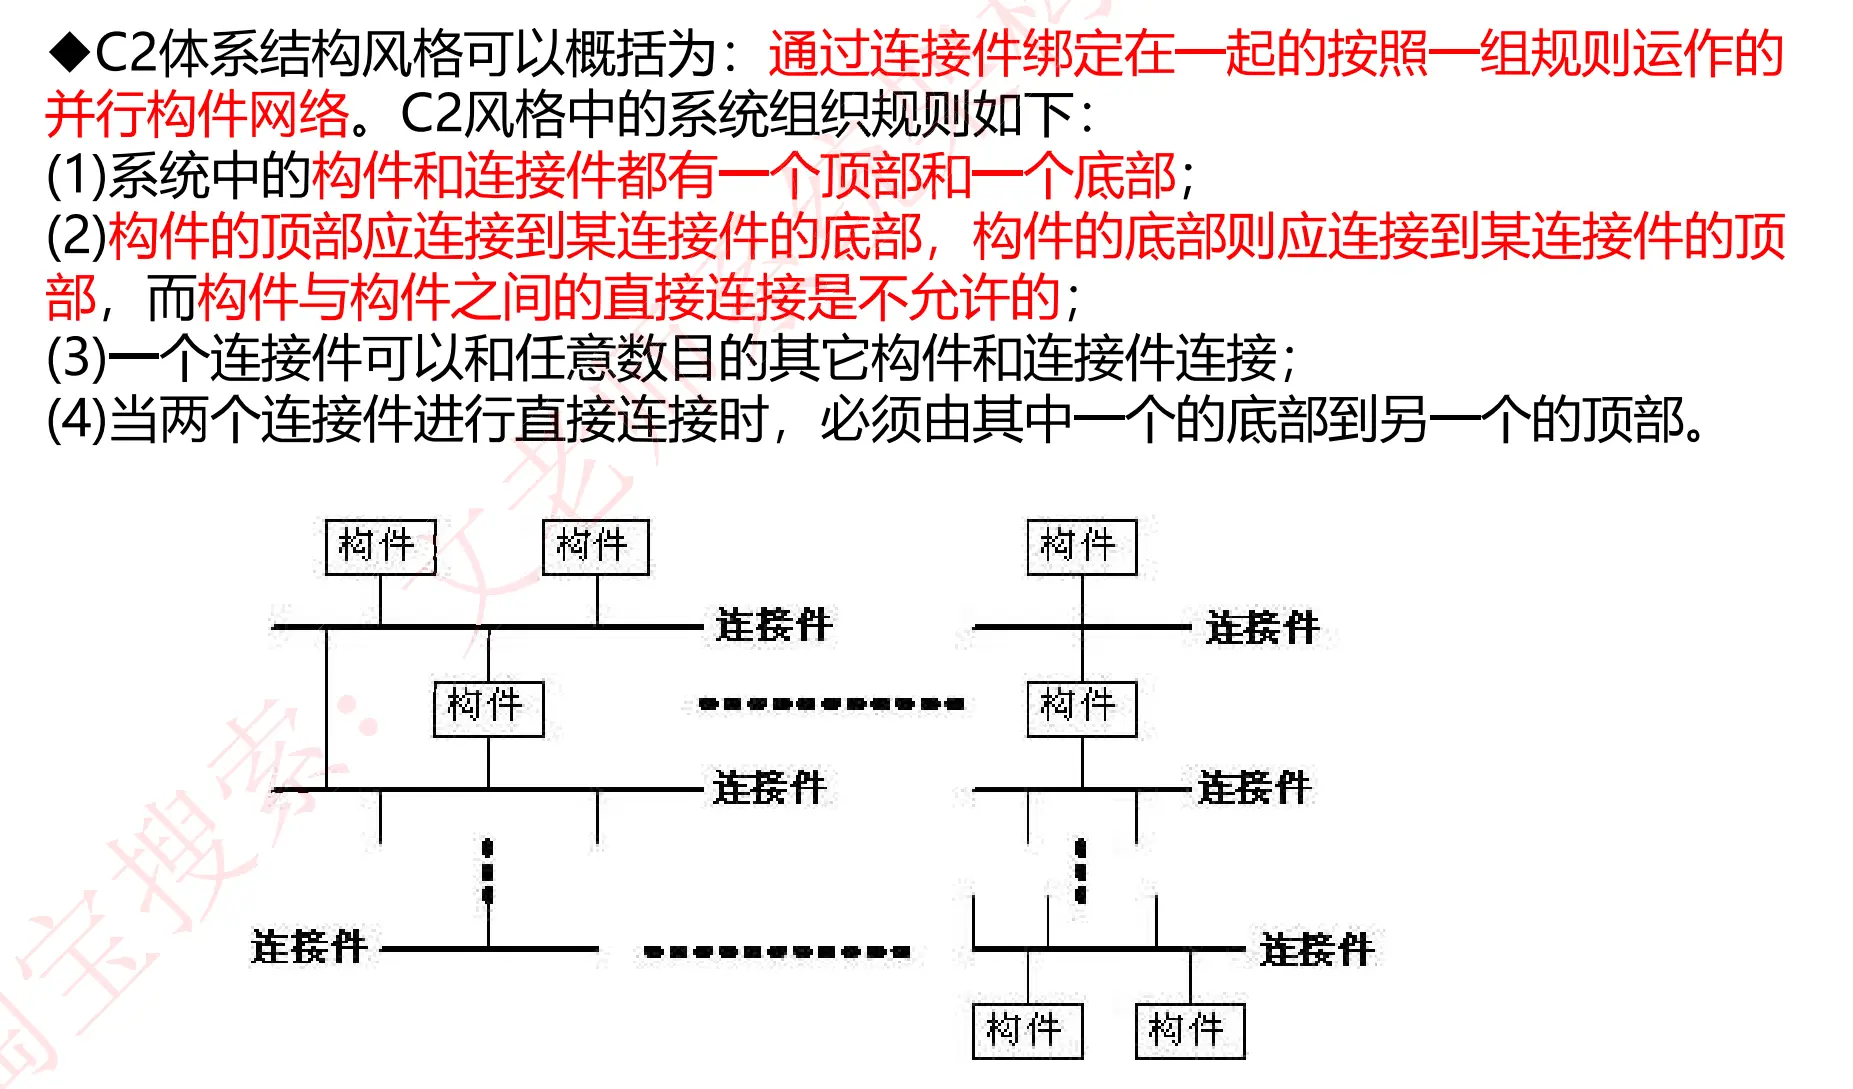 ◆C2体系结构风格可以概括为：通过连接件绑定在一起的按照一组规则运作的
并行构件网络。C2风格中的系统组织规则如下：
(1)系统中的构件和连接件都有一个顶部和一个底部；
(2)构件的顶部应连接到某连接件的底部，构件的底部则应连接到某连接件的顶
部，而构件与构件之间的直接连接是不允许的；
(3)一个连接件可以和任意数目的其它构件和连接件连接；
(4)当两个连接件进行直接连接时，必须由其中一个的底部到另一个的顶部。
构件 构件 构件
连接件 连接件
构件 构件
连接件 连接件
连接件 连接件
构件 构件
淘宝搜索：文老师